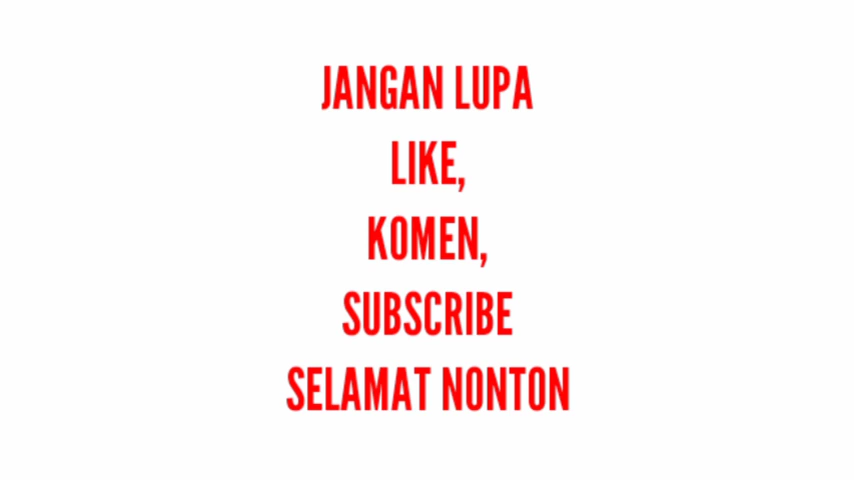 JANGAN LUPA
LIKE,
KOMEN,
SUBSCRIBE
SELAMAT NONTON